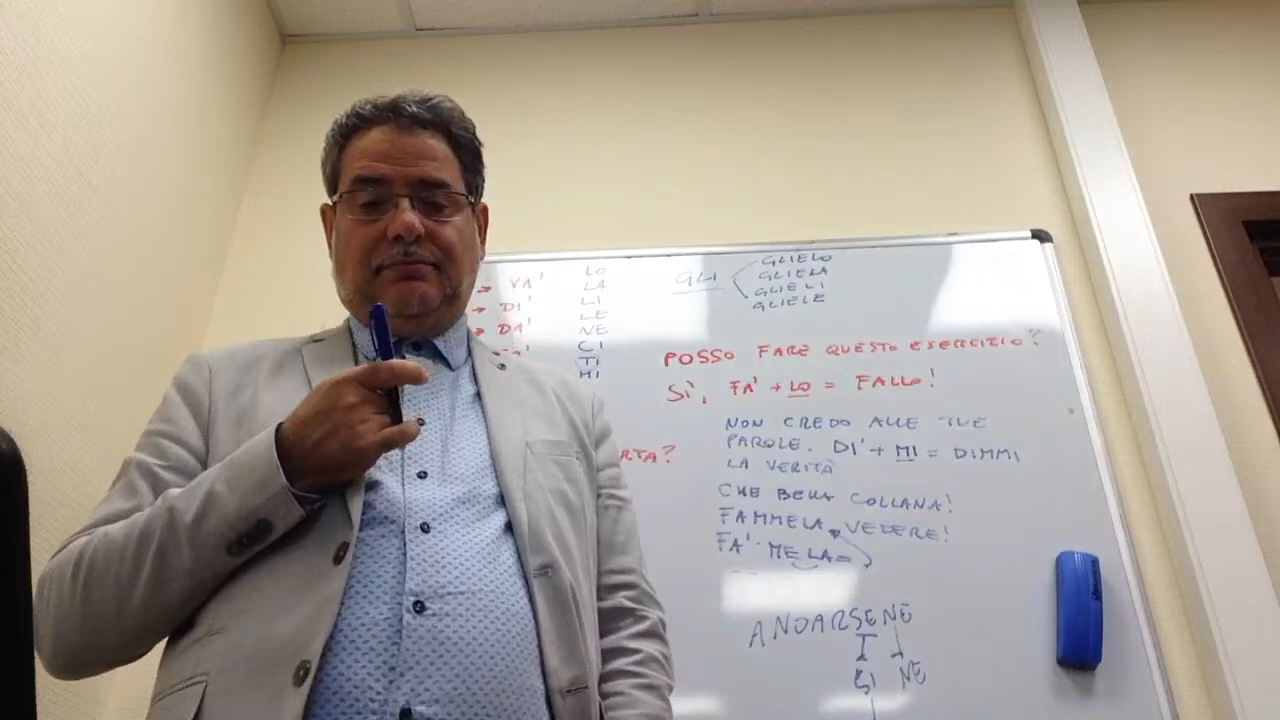 → VA'
→ DI'
→ DA'
LO
LA
LI
LE
NE
CI
TI
MI
GLI
GLIELO
GLIELA
GLIELI
GLIELE
POSSO FARE QUESTO ESERCIZIO?
SÌ, FA' + LO = FALLO!
RTA?
NON CREDO ALLE TUE
PAROLE. DI' + MI = DIMMI
LA VERITÀ
CHE BELLA COLLANA!
FAMMELA VEDERE!
FA' ME LA =
ANDARSENE
SI NE